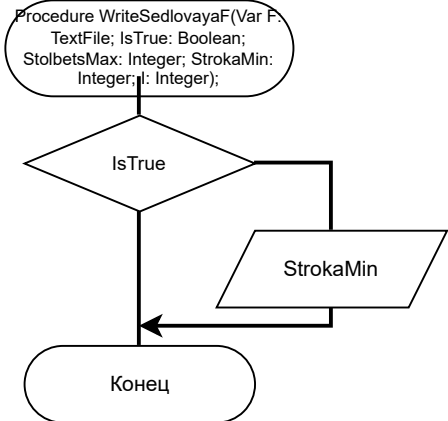 Procedure WriteSedlovayaF(Var F:
TextFile; IsTrue: Boolean;
StolbetsMax: Integer; StrokaMin:
Integer; I: Integer);
IsTrue
StrokaMin
Конец